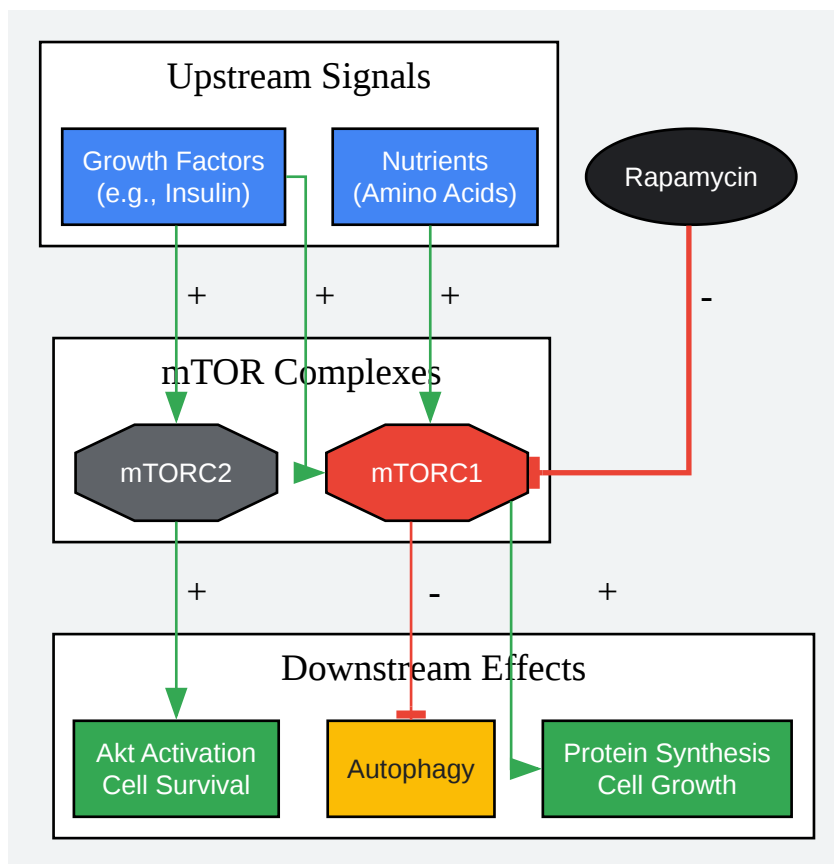 Upstream Signals
Growth Factors
(e.g., Insulin)
Nutrients
(Amino Acids)
Rapamycin
+
+
+
-
mTOR Complexes
mTORC2
mTORC1
+
-
+
Downstream Effects
Akt Activation
Cell Survival
Autophagy
Protein Synthesis
Cell Growth